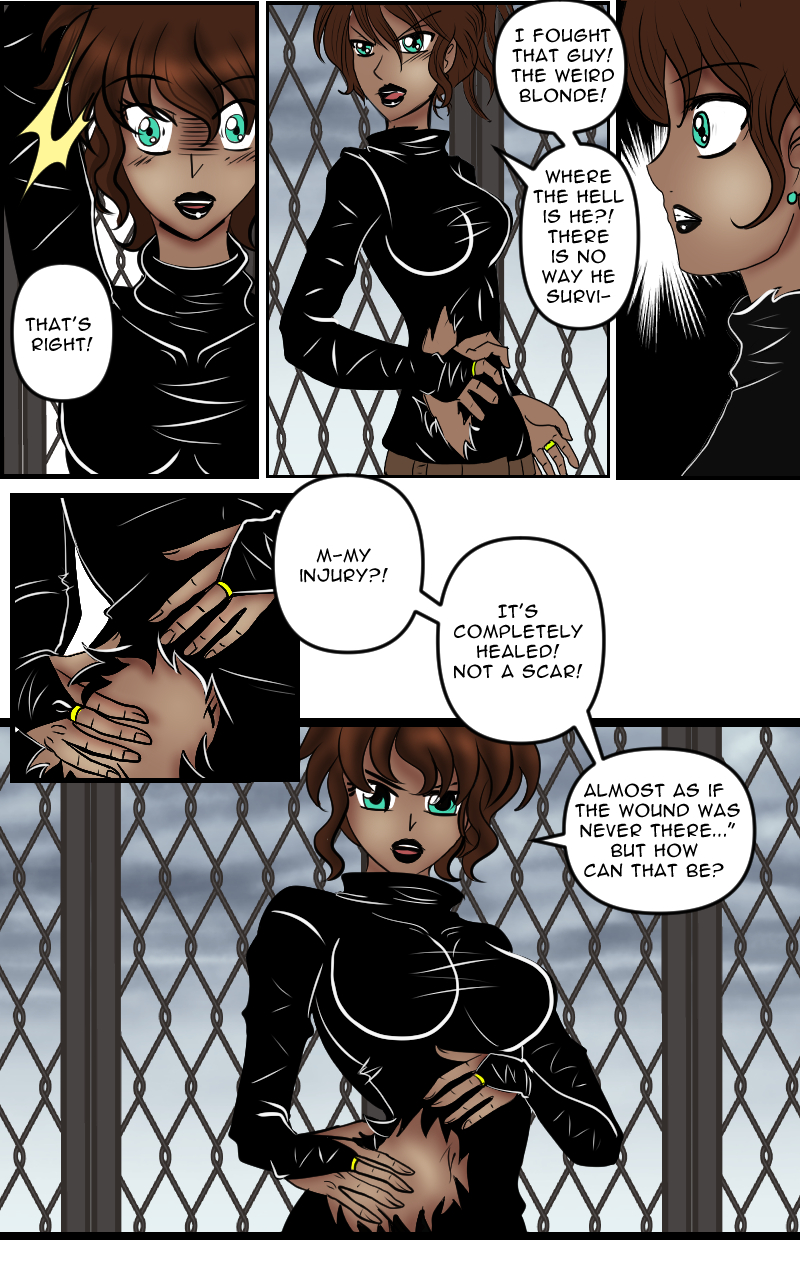 THAT'S
RIGHT!
I FOUGHT
THAT GUY!
THE WEIRD
BLONDE!
WHERE
THE HELL
IS HE?!
THERE
IS NO
WAY HE
SURVI-
M-MY
INJURY?!
IT'S
COMPLETELY
HEALED!
NOT A SCAR!
ALMOST AS IF
THE WOUND WAS
NEVER THERE..."
BUT HOW
CAN THAT BE?